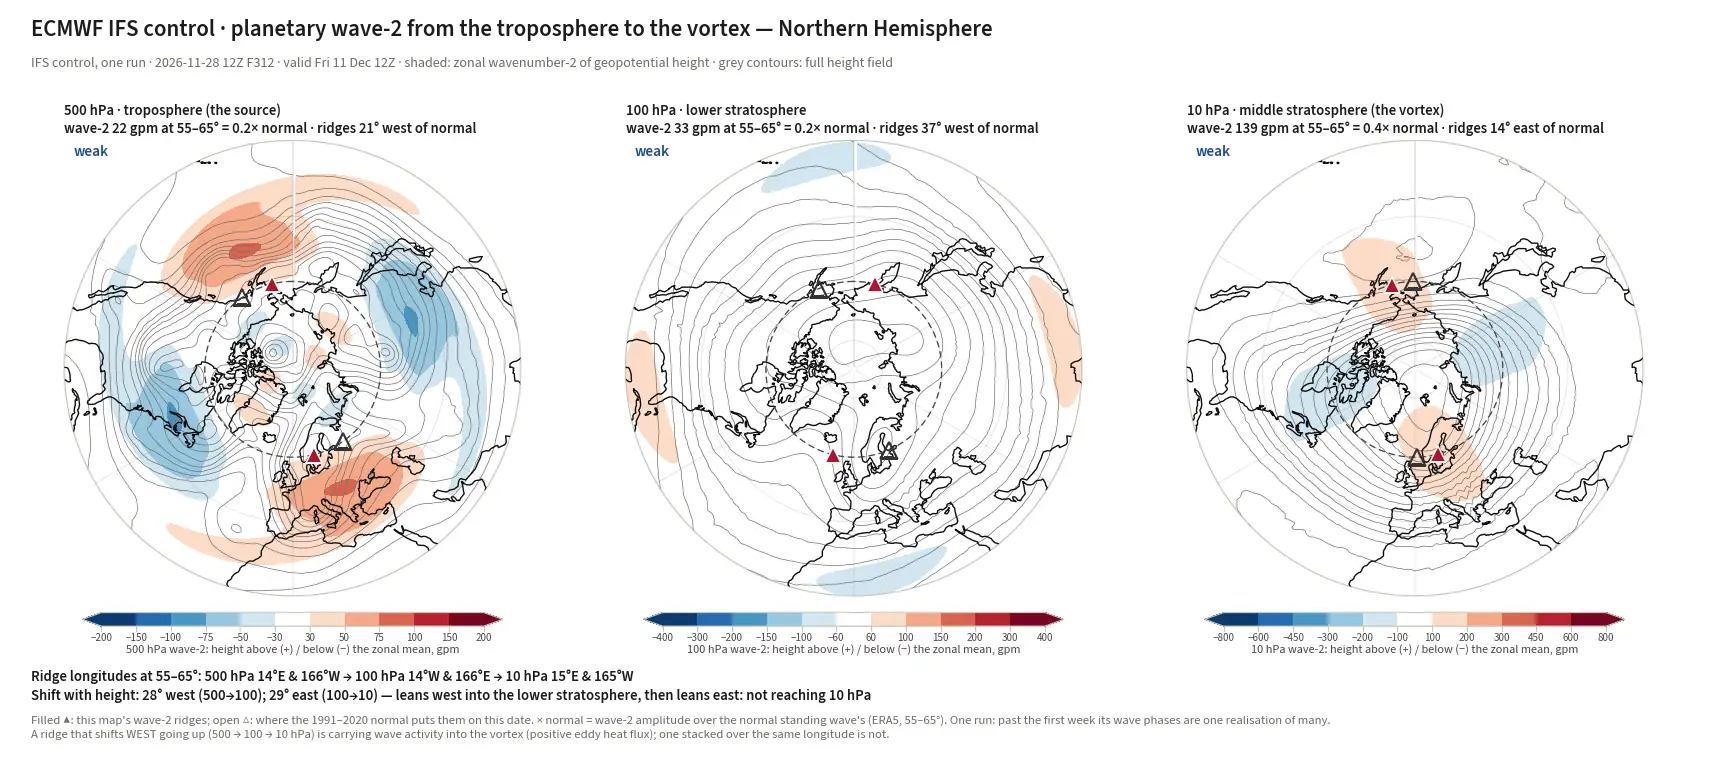 ECMWF IFS control · planetary wave-2 from the troposphere to the vortex — Northern Hemisphere
IFS control, one run · 2026-11-28 12Z F312 · valid Fri 11 Dec 12Z · shaded: zonal wavenumber-2 of geopotential height · grey contours: full height field
500 hPa · troposphere (the source)
wave-2 22 gpm at 55–65° = 0.2× normal · ridges 21° west of normal
weak
100 hPa · lower stratosphere
wave-2 33 gpm at 55–65° = 0.2× normal · ridges 37° west of normal
weak
10 hPa · middle stratosphere (the vortex)
wave-2 139 gpm at 55–65° = 0.4× normal · ridges 14° east of normal
weak
−200 −150 −100 −75 −50 −30 30 50 75 100 150 200
500 hPa wave-2: height above (+) / below (−) the zonal mean, gpm
−400 −300 −200 −150 −100 −60 60 100 150 200 300 400
100 hPa wave-2: height above (+) / below (−) the zonal mean, gpm
−800 −600 −450 −300 −200 −100 100 200 300 450 600 800
10 hPa wave-2: height above (+) / below (−) the zonal mean, gpm
Ridge longitudes at 55–65°: 500 hPa 14°E & 166°W → 100 hPa 14°W & 166°E → 10 hPa 15°E & 165°W
Shift with height: 28° west (500→100); 29° east (100→10) — leans west into the lower stratosphere, then leans east: not reaching 10 hPa
Filled ▲: this map's wave-2 ridges; open △: where the 1991–2020 normal puts them on this date. × normal = wave-2 amplitude over the normal standing wave's (ERA5, 55–65°). One run: past the first week its wave phases are one realisation of many.
A ridge that shifts WEST going up (500 → 100 → 10 hPa) is carrying wave activity into the vortex (positive eddy heat flux); one stacked over the same longitude is not.